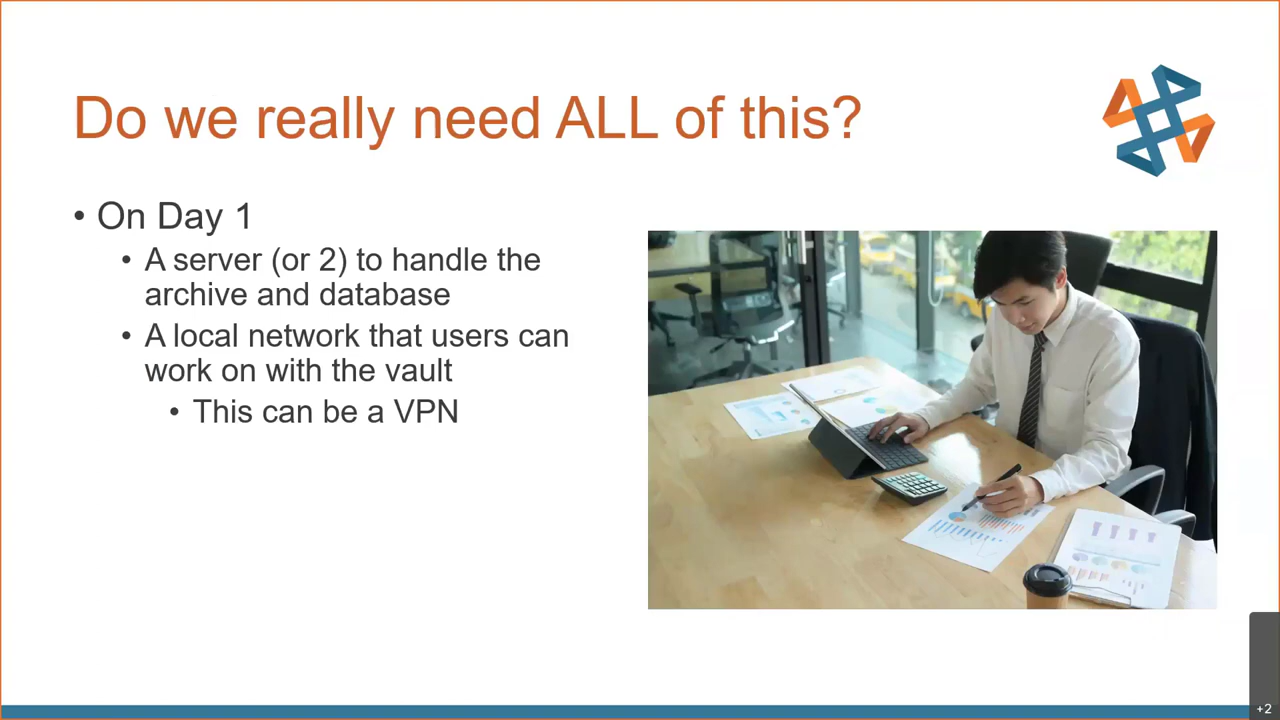 Do we really need ALL of this?
• On Day 1
• A server (or 2) to handle the
archive and database
• A local network that users can
work on with the vault
• This can be a VPN
+2